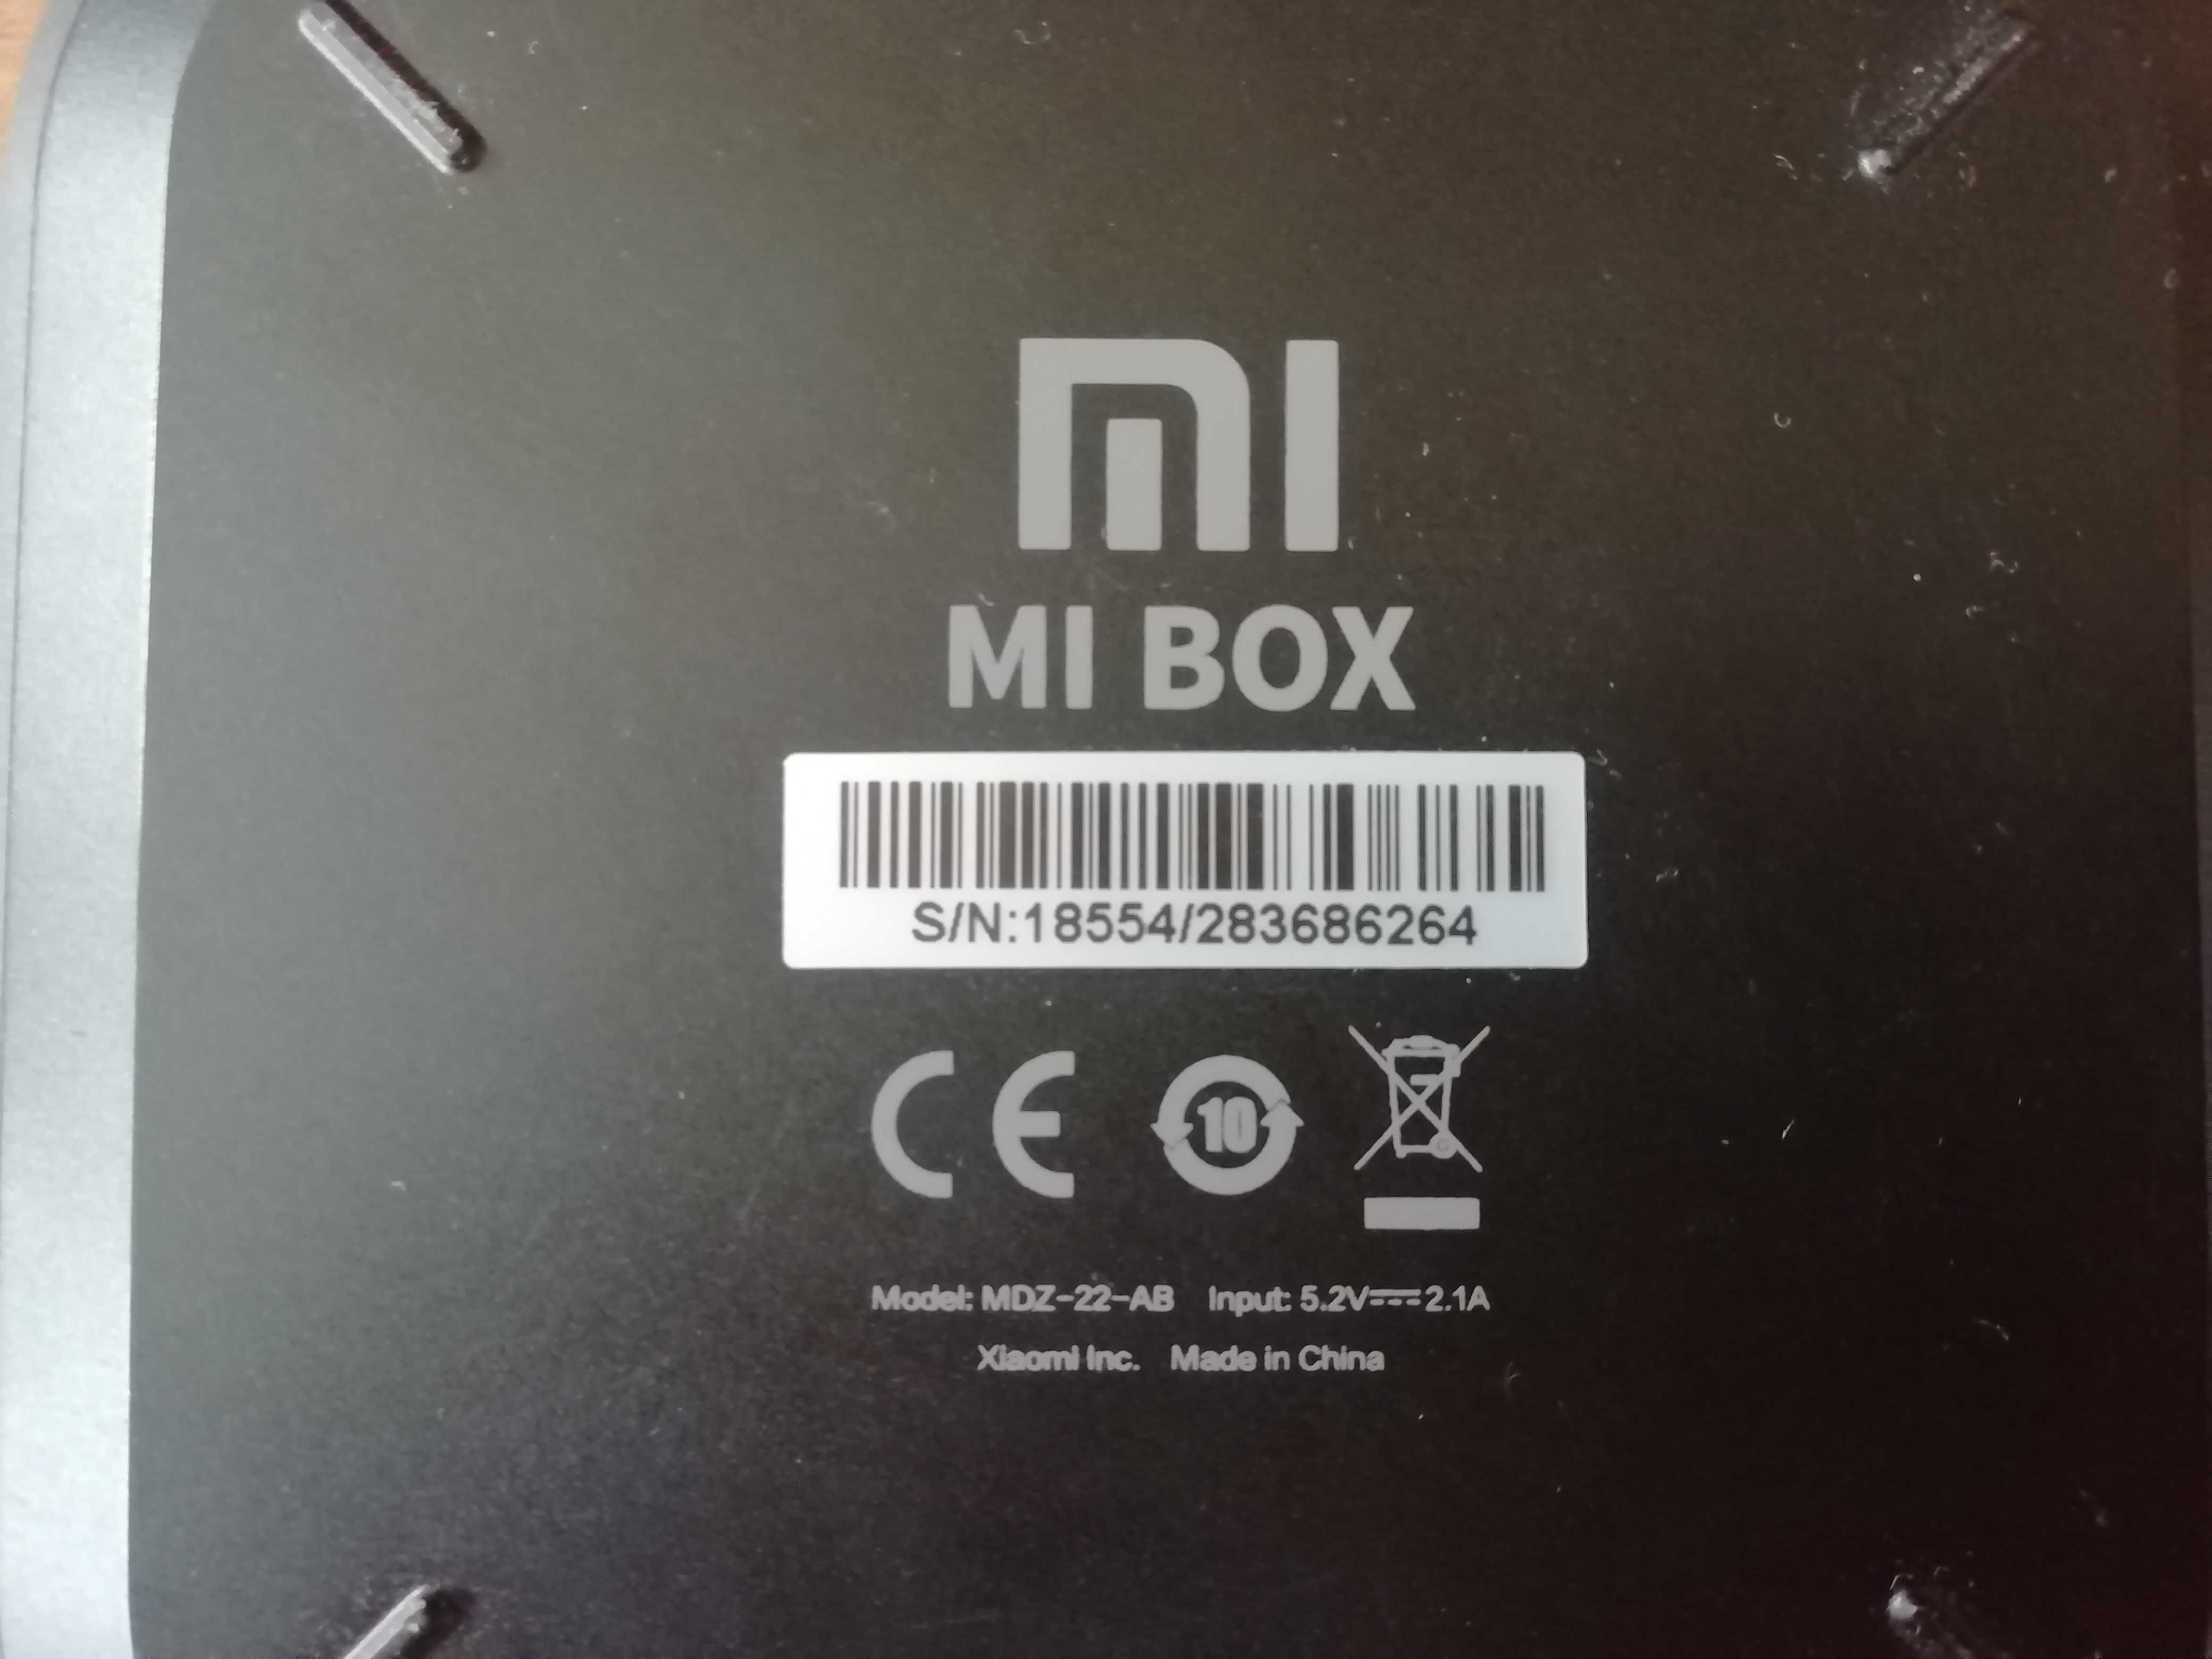 MI
MI BOX
S/N:18554/283686264
CE 10
Model: MDZ-22-AB Input: 5.2V⎓2.1A
Xiaomi Inc. Made in China